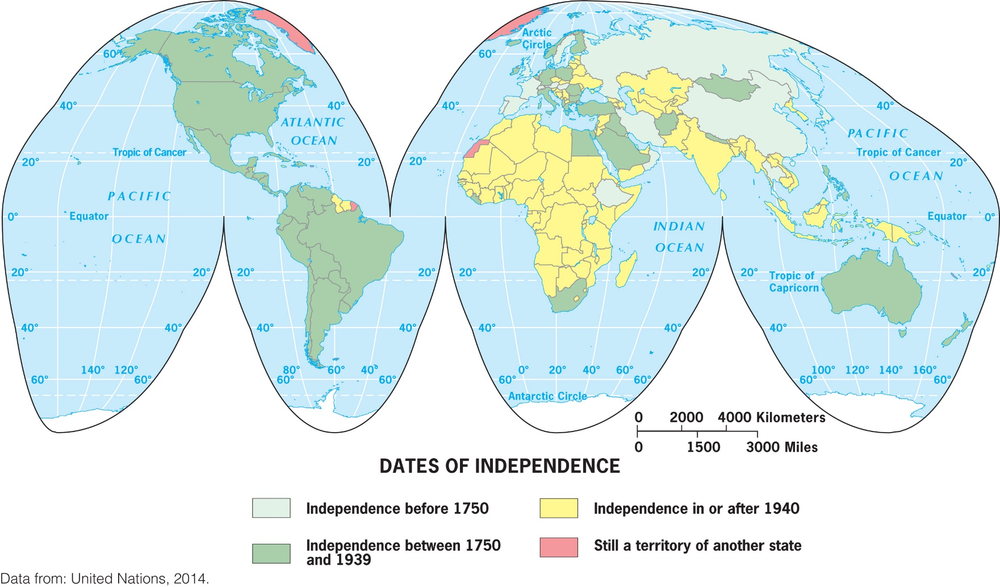 Arctic
Circle
60°
60°
40°
40°
40°
40°
ATLANTIC
OCEAN
PACIFIC
Tropic of Cancer
Tropic of Cancer
20°
20°
20°
20°
OCEAN
PACIFIC
0°
Equator
Equator
0°
OCEAN
INDIAN
OCEAN
20°
20°
20°
20°
20°
20°
20°
20°
Tropic of
Capricorn
40°
40°
40°
40°
40°
40°
40°
140°
120°
80°
60°
40°
0°
20°
40°
60°
100°
120°
140°
160°
60°
60°
60°
60°
60°
60°
60°
60°
Antarctic Circle
0 2000 4000 Kilometers
0 1500 3000 Miles
DATES OF INDEPENDENCE
Independence before 1750
Independence in or after 1940
Independence between 1750
and 1939
Still a territory of another state
Data from: United Nations, 2014.